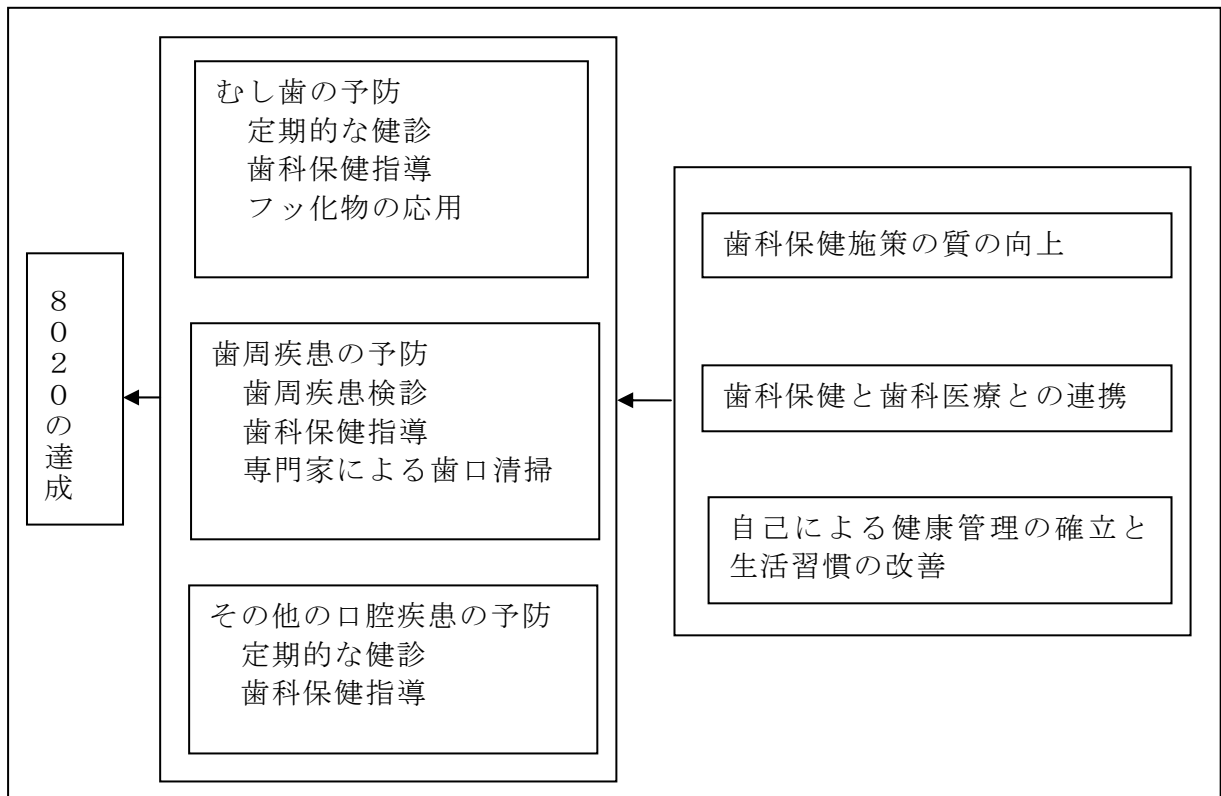 8020の達成
むし歯の予防
定期的な健診
歯科保健指導
フッ化物の応用
歯周疾患の予防
歯周疾患検診
歯科保健指導
専門家による歯口清掃
その他の口腔疾患の予防
定期的な健診
歯科保健指導
歯科保健施策の質の向上
歯科保健と歯科医療との連携
自己による健康管理の確立と
生活習慣の改善